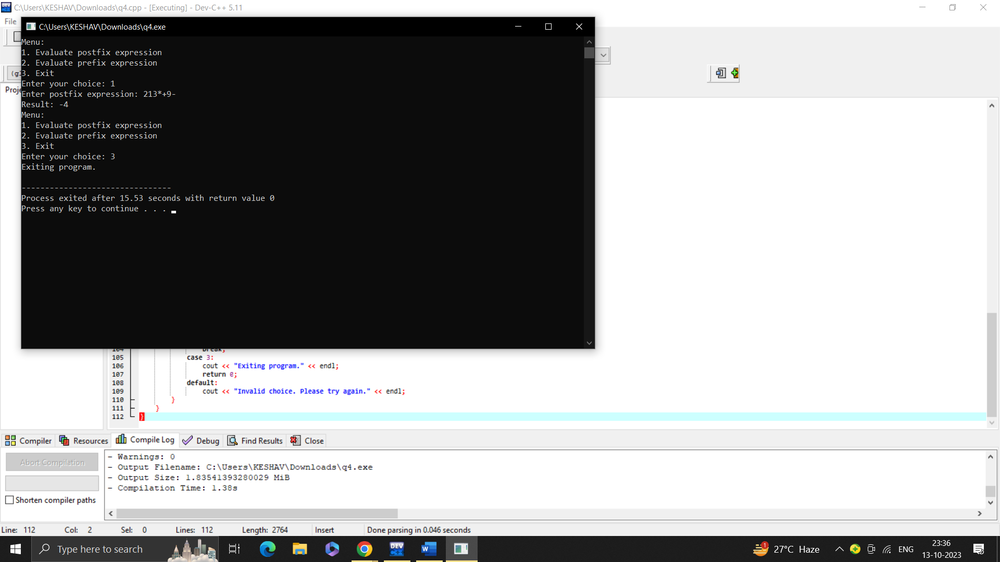 C:\Users\KESHAV\Downloads\q4.cpp - [Executing] - Dev-C++ 5.11
File
C:\Users\KESHAV\Downloads\q4.exe
Menu:
1. Evaluate postfix expression
2. Evaluate prefix expression
3. Exit
Enter your choice: 1
Enter postfix expression: 213*+9-
Result: -4
Menu:
1. Evaluate postfix expression
2. Evaluate prefix expression
3. Exit
Enter your choice: 3
Exiting program.
--------------------------------
Process exited after 15.53 seconds with return value 0
Press any key to continue . . .
104 break;
105 case 3:
106 cout << "Exiting program." << endl;
107 return 0;
108 default:
109 cout << "Invalid choice. Please try again." << endl;
110 }
111 }
112 }
Compiler Resources Compile Log Debug Find Results Close
Abort Compilation
Shorten compiler paths
- Warnings: 0
- Output Filename: C:\Users\KESHAV\Downloads\q4.exe
- Output Size: 1.83541393280029 MiB
- Compilation Time: 1.38s
Line: 112 Col: 2 Sel: 0 Lines: 112 Length: 2764 Insert Done parsing in 0.046 seconds
Type here to search
DEV
1
27°C Haze
ENG
23:36
13-10-2023